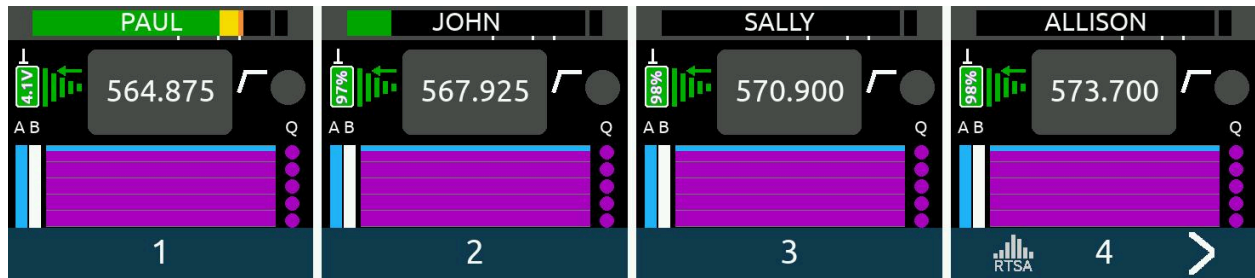 PAUL
4.1V
564.875
A B
Q
1
JOHN
97%
567.925
A B
Q
2
SALLY
98%
570.900
A B
Q
3
ALLISON
98%
573.700
A B
Q
RTSA
4